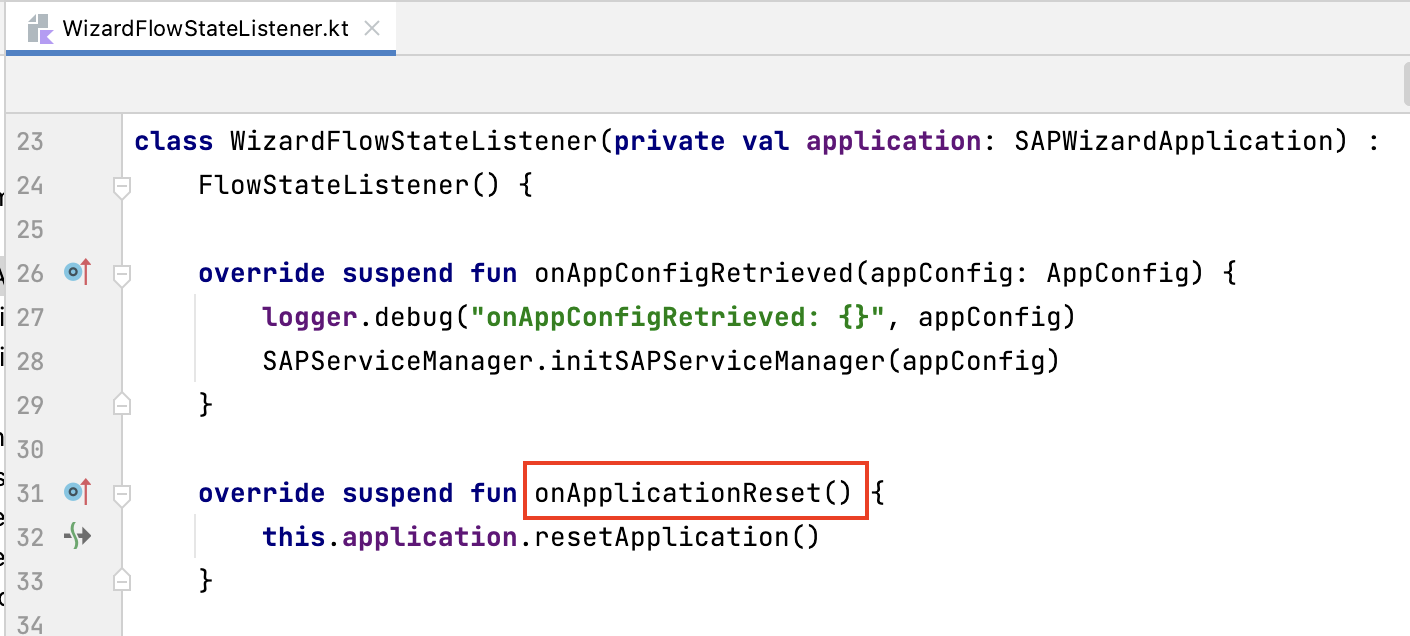 WizardFlowStateListener.kt
23 class WizardFlowStateListener(private val application: SAPWizardApplication) :
24 FlowStateListener() {
25
26 override suspend fun onAppConfigRetrieved(appConfig: AppConfig) {
27 logger.debug("onAppConfigRetrieved: {}", appConfig)
28 SAPServiceManager.initSAPServiceManager(appConfig)
29 }
30
31 override suspend fun onApplicationReset() {
32 this.application.resetApplication()
33 }
34